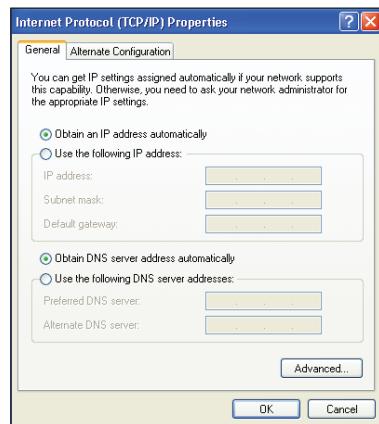 Internet Protocol (TCP/IP) Properties
General
Alternate Configuration
You can get IP settings assigned automatically if your network supports
this capability. Otherwise, you need to ask your network administrator for
the appropriate IP settings.
Obtain an IP address automatically
Use the following IP address:
IP address:
Subnet mask:
Default gateway:
Obtain DNS server address automatically
Use the following DNS server addresses:
Preferred DNS server:
Alternate DNS server:
Advanced...
OK
Cancel